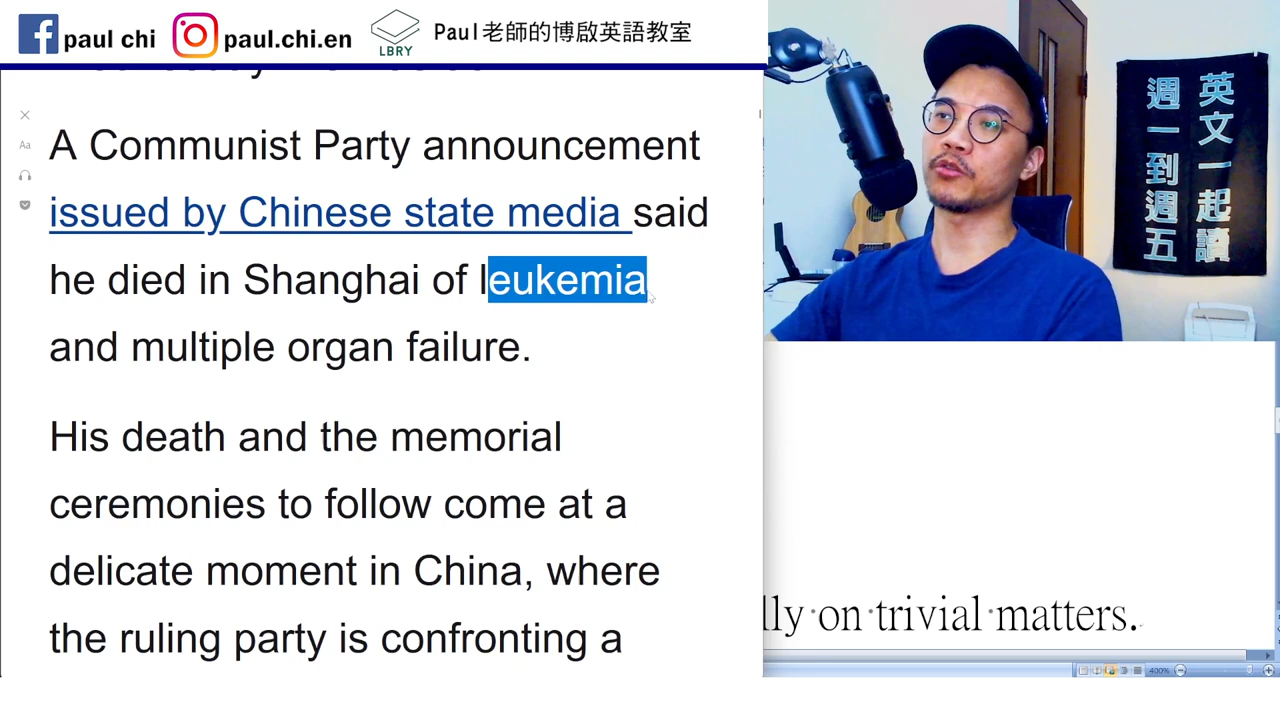 paul chi
paul.chi.en
LBRY
Paul老師的博啟英語教室
Aa
A Communist Party announcement
issued by Chinese state media said
he died in Shanghai of leukemia
and multiple organ failure.
His death and the memorial
ceremonies to follow come at a
delicate moment in China, where
the ruling party is confronting a
英文一起讀
週一到週五
lly·on·trivial·matters.
400%